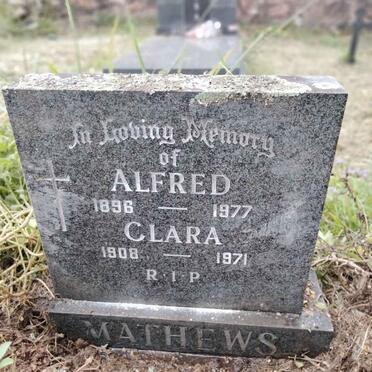 In Loving Memory
of
ALFRED
1896 — 1977
CLARA
1908 — 1971
R I P
MATHEWS